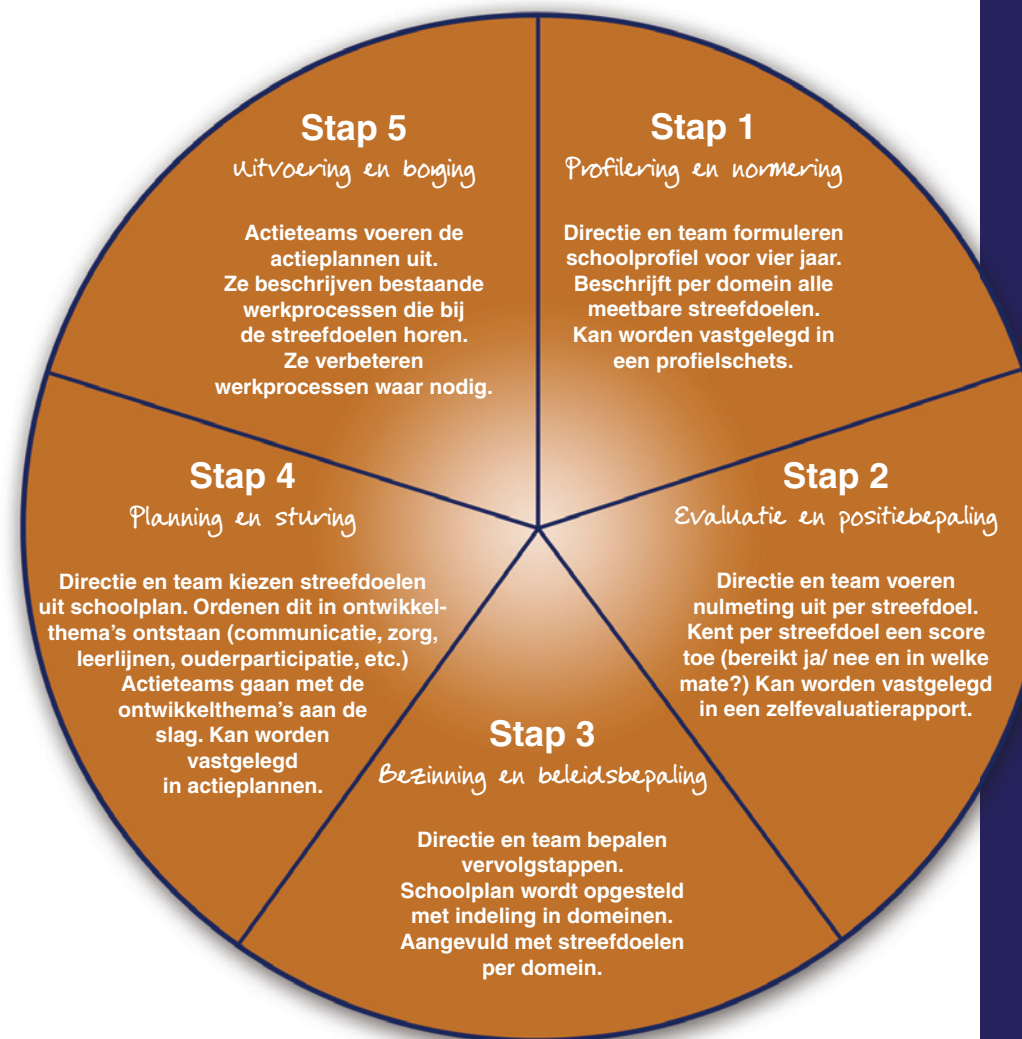 Stap 1
Profilering en normering
Directie en team formuleren
schoolprofiel voor vier jaar.
Beschrijft per domein alle
meetbare streefdoelen.
Kan worden vastgelegd in
een profielschets.
Stap 2
Evaluatie en positiebepaling
Directie en team voeren
nulmeting uit per streefdoel.
Kent per streefdoel een score
toe (bereikt ja/ nee en in welke
mate?) Kan worden vastgelegd
in een zelfevaluatierapport.
Stap 3
Bezinning en beleidsbepaling
Directie en team bepalen
vervolgstappen.
Schoolplan wordt opgesteld
met indeling in domeinen.
Aangevuld met streefdoelen
per domein.
Stap 4
Planning en sturing
Directie en team kiezen streefdoelen
uit schoolplan. Ordenen dit in ontwikkel-
thema's ontstaan (communicatie, zorg,
leerlijnen, ouderparticipatie, etc.)
Actieteams gaan met de
ontwikkelthema's aan de
slag. Kan worden
vastgelegd
in actieplannen.
Stap 5
Uitvoering en borging
Actieteams voeren de
actieplannen uit.
Ze beschrijven bestaande
werkprocessen die bij
de streefdoelen horen.
Ze verbeteren
werkprocessen waar nodig.